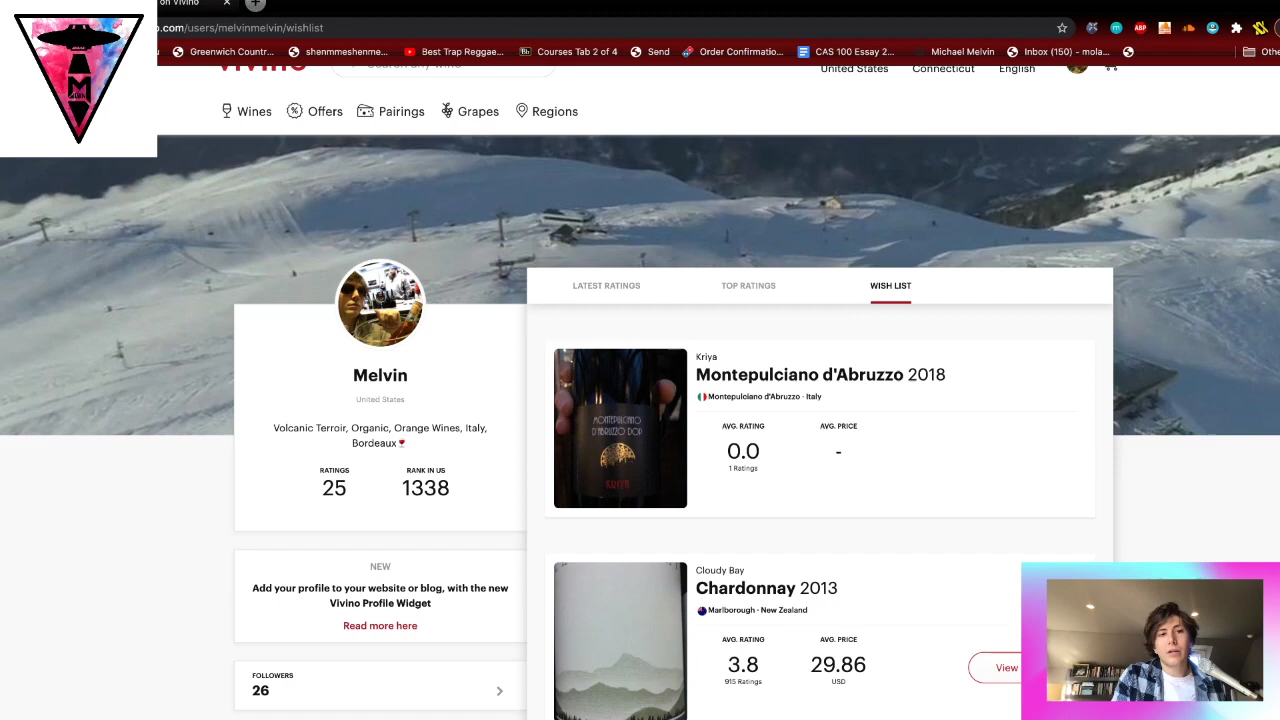 on Vivino
.com/users/melvinmelvin/wishlist
Greenwich Countr... shenmmeshenme... Best Trap Reggae... Courses Tab 2 of 4 Send Order Confirmatio... CAS 100 Essay 2... Michael Melvin Inbox (150) - mola...
ABP
United States Connecticut English
Wines Offers Pairings Grapes Regions
M
LATEST RATINGS TOP RATINGS WISH LIST
Melvin
United States
Volcanic Terroir, Organic, Orange Wines, Italy,
Bordeaux🍷
RATINGS RANK IN US
25 1338
NEW
Add your profile to your website or blog, with the new
Vivino Profile Widget
Read more here
FOLLOWERS
26
Kriya
Montepulciano d'Abruzzo 2018
Montepulciano d'Abruzzo · Italy
AVG. RATING AVG. PRICE
0.0 -
1 Ratings
MONTEPULCIANO
D'ABRUZZO DOP
KRIYA
Cloudy Bay
Chardonnay 2013
Marlborough · New Zealand
AVG. RATING AVG. PRICE
3.8 29.86
915 Ratings USD
View